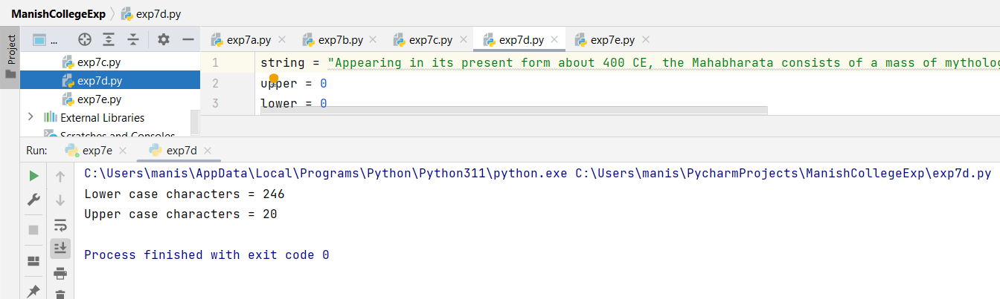 ManishCollegeExp exp7d.py
Project
...
exp7a.py exp7b.py exp7c.py exp7d.py exp7e.py
exp7c.py
exp7d.py
exp7e.py
External Libraries
Scratches and Consoles
1 string = "Appearing in its present form about 400 CE, the Mahabharata consists of a mass of
2 upper = 0
3 lower = 0
Run: exp7e exp7d
C:\Users\manis\AppData\Local\Programs\Python\Python311\python.exe C:\Users\manis\PycharmProjects\ManishCollegeExp\exp7d.py
Lower case characters = 246
Upper case characters = 20
Process finished with exit code 0